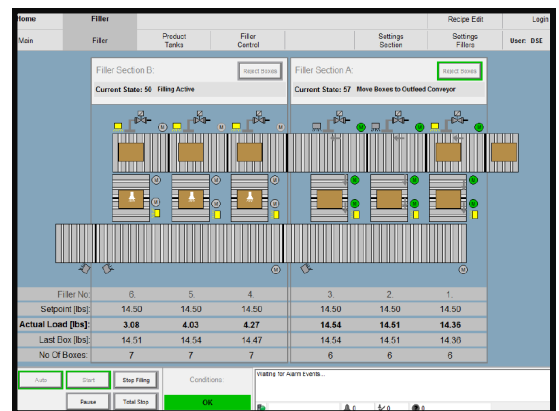 Home Filler Recipe Edit Login
Main Filler Product Tanks Filler Control Settings Section Settings Fillers User: DSE
Filler Section B: Reject Boxes
Current State: 50 Filling Active
Filler Section A: Reject Boxes
Current State: 57 Move Boxes to Outfeed Conveyor
M M M M M M
M M M M M M
M M M M M M
M M
Filler No: 6. 5. 4. 3. 2. 1.
Setpoint [lbs]: 14.50 14.50 14.50 14.50 14.50 14.50
Actual Load [lbs]: 3.08 4.03 4.27 14.54 14.51 14.36
Last Box [lbs]: 14.51 14.54 14.47 14.54 14.51 14.36
No Of Boxes: 7 7 7 6 6 6
Auto Start Stop Filling Conditions: Waiting for Alarm Events...
Pause Total Stop OK 0 0 0